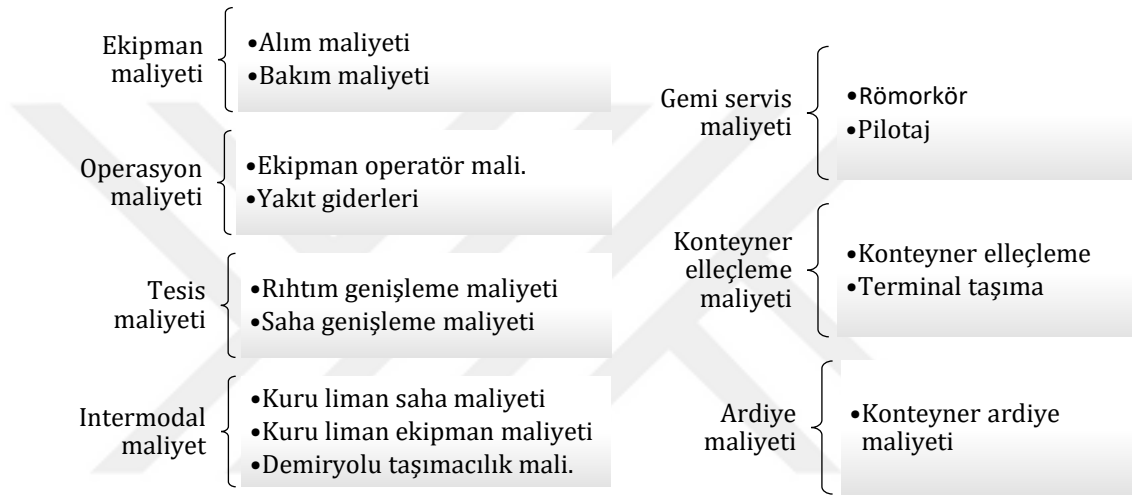 Ekipman
maliyeti
•Alım maliyeti
•Bakım maliyeti
Operasyon
maliyeti
•Ekipman operatör mali.
•Yakıt giderleri
Tesis
maliyeti
•Rıhtım genişleme maliyeti
•Saha genişleme maliyeti
Intermodal
maliyet
•Kuru liman saha maliyeti
•Kuru liman ekipman maliyeti
•Demiryolu taşımacılık mali.
Gemi servis
maliyeti
•Römorkör
•Pilotaj
Konteyner
elleçleme
maliyeti
•Konteyner elleçleme
•Terminal taşıma
Ardiye
maliyeti
•Konteyner ardiye
maliyeti